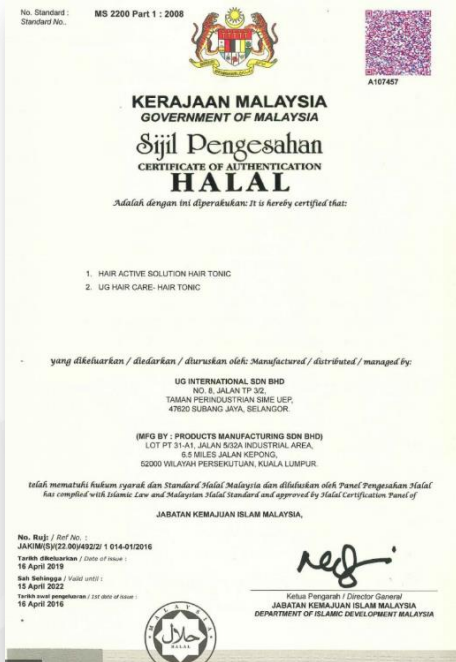 No. Standard : MS 2200 Part 1 : 2008
Standard No..
A107457
KERAJAAN MALAYSIA
GOVERNMENT OF MALAYSIA
Sijil Pengesahan
CERTIFICATE OF AUTHENTICATION
HALAL
Adalah dengan ini diperakukan: It is hereby certified that:
1. HAIR ACTIVE SOLUTION HAIR TONIC
2. UG HAIR CARE- HAIR TONIC
yang dikeluarkan / diedarkan / diuruskan oleh: Manufactured / distributed / managed by:
UG INTERNATIONAL SDN BHD
NO. 8, JALAN TP 3/2,
TAMAN PERINDUSTRIAN SIME UEP,
47620 SUBANG JAYA, SELANGOR.
(MFG BY : PRODUCTS MANUFACTURING SDN BHD)
LOT PT 31-A1, JALAN 5/32A INDUSTRIAL AREA,
6.5 MILES JALAN KEPONG,
52000 WILAYAH PERSEKUTUAN, KUALA LUMPUR.
telah mematuhi hukum syarak dan Standard Halal Malaysia dan diluluskan oleh Panel Pengesahan Halal
has complied with Islamic Law and Malaysian Halal Standard and approved by Halal Certification Panel of
JABATAN KEMAJUAN ISLAM MALAYSIA,
No. Ruj: / Ref No. :
JAKIM/(S)/(22.00)/492/2/ 1 014-01/2016
Tarikh dikeluarkan / Date of issue :
16 April 2019
Sah Sehingga / Valid until :
15 April 2022
Tarikh awal pengeluaran / 1st date of issue :
16 April 2016
Ketua Pengarah / Director General
JABATAN KEMAJUAN ISLAM MALAYSIA
DEPARTMENT OF ISLAMIC DEVELOPMENT MALAYSIA
MALAYSIA
حلال
HALAL